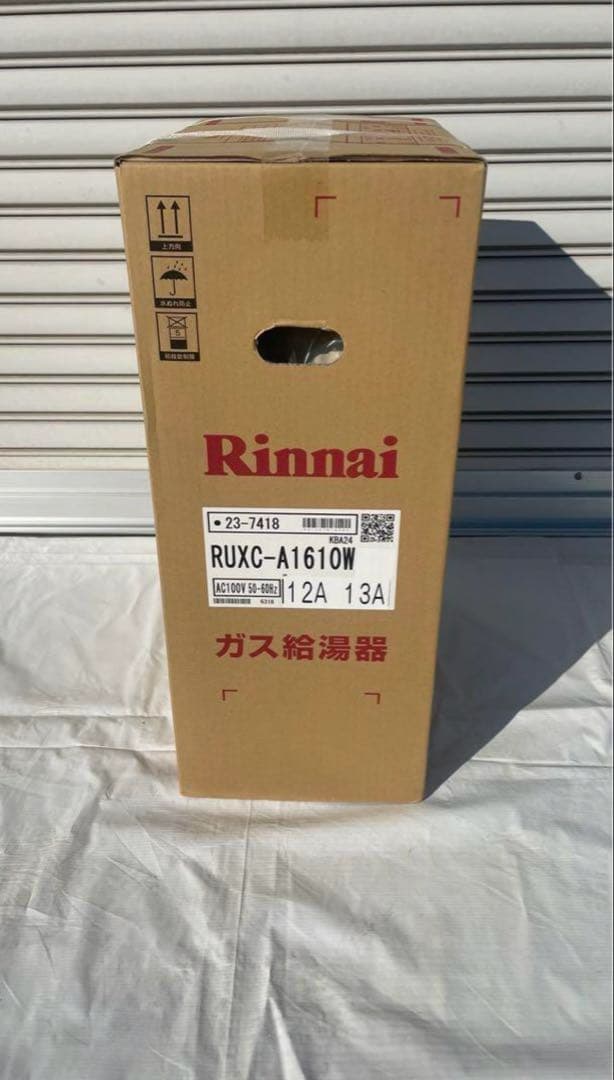 上方向
水ぬれ防止
5
段積数制限
Rinnai
● 23-7418
KBA24
RUXC-A1610W
AC100V 50-60Hz
12A 13A
ガス給湯器